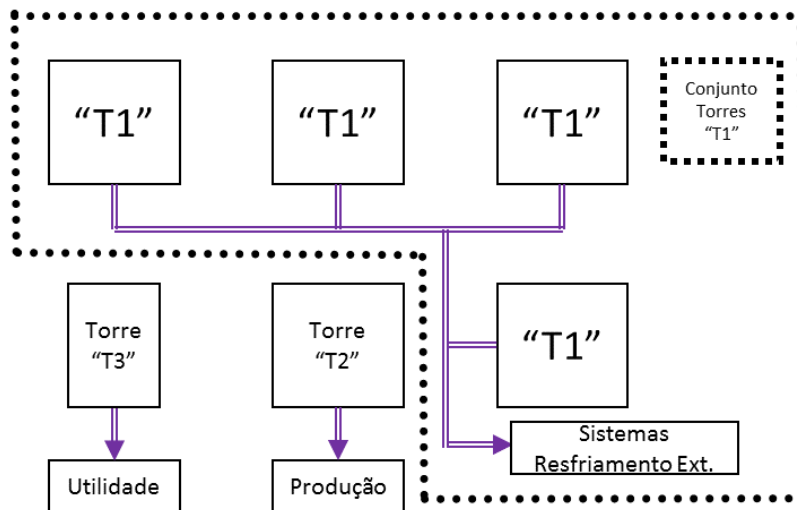 “T1”
“T1”
“T1”
Conjunto
Torres
“T1”
Torre
“T3”
Torre
“T2”
“T1”
Sistemas
Resfriamento Ext.
Utilidade
Produção